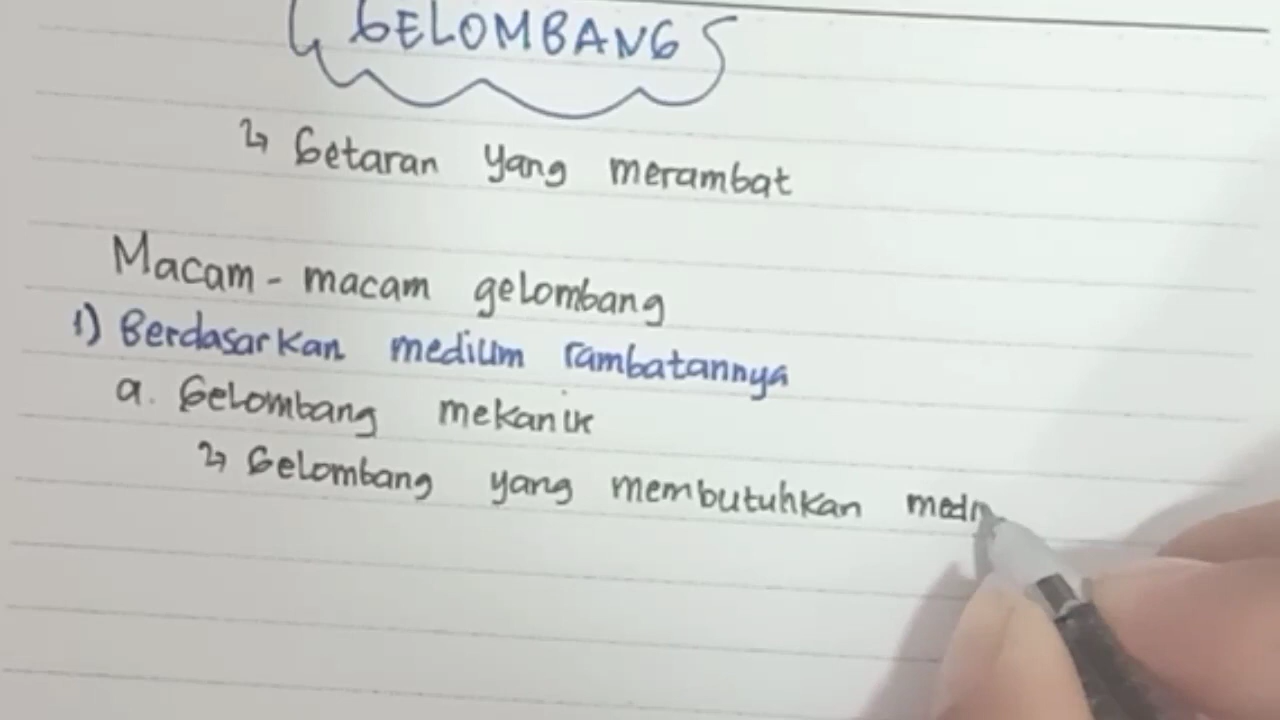 GELOMBANG
↳ Getaran yang merambat
Macam - macam gelombang
1) Berdasarkan medium rambatannya
a. Gelombang mekanik
↳ Gelombang yang membutuhkan